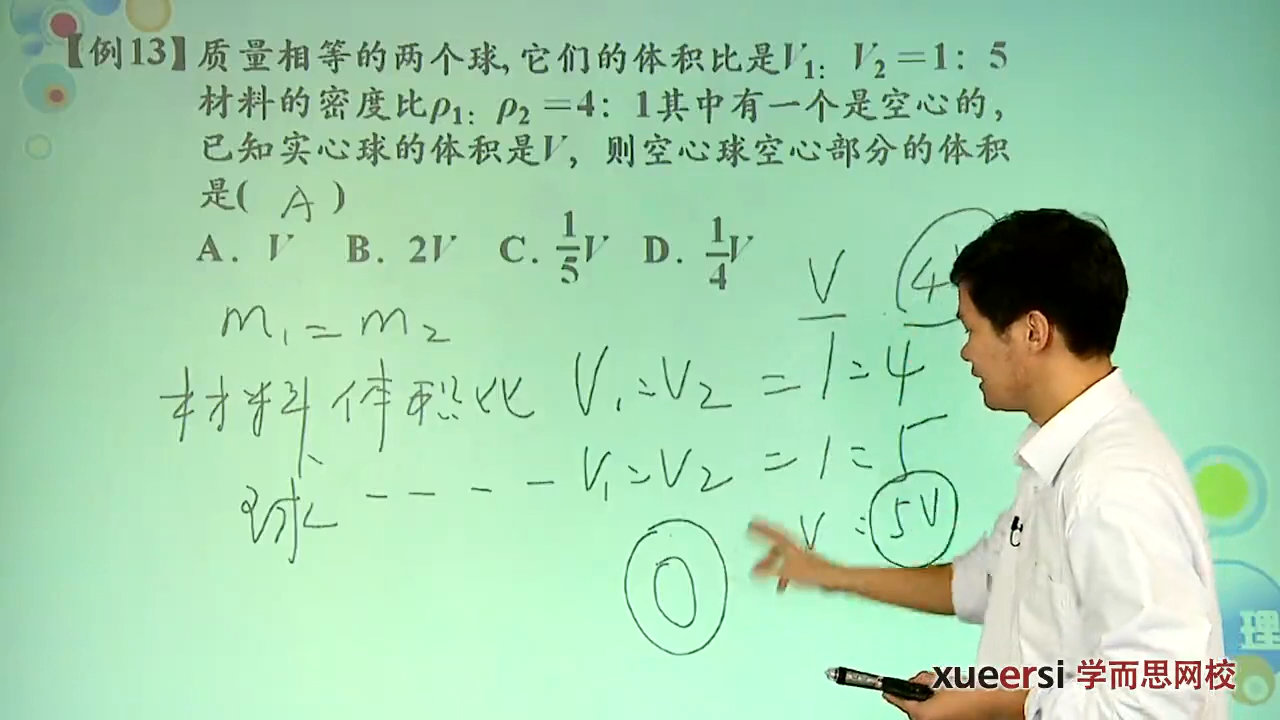 【例13】质量相等的两个球,它们的体积比是V₁: V₂=1: 5
材料的密度比ρ₁: ρ₂=4: 1其中有一个是空心的,
已知实心球的体积是V, 则空心球空心部分的体积
是( A )
A. V B. 2V C. 1/5V D. 1/4V
V
m₁=m₂
材料体积比 V₁:V₂=1:4
球 ---- V₁:V₂=1:5
V : 5V
理
xueersi 学而思网校